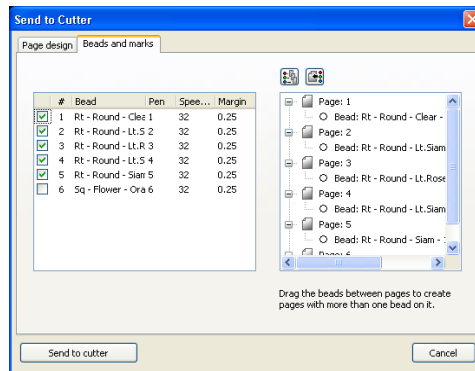 Send to Cutter
Page design Beads and marks
# Bead Pen Spee... Margin
1 Rt - Round - Clea 1 32 0.25
2 Rt - Round - Lt.S 2 32 0.25
3 Rt - Round - Lt.R 3 32 0.25
4 Rt - Round - Lt.S 4 32 0.25
5 Rt - Round - Siam 5 32 0.25
6 Sq - Flower - Ora 6 32 0.25
Page: 1
Bead: Rt - Round - Clear -
Page: 2
Bead: Rt - Round - Lt.Siam
Page: 3
Bead: Rt - Round - Lt.Rose
Page: 4
Bead: Rt - Round - Lt.Siam
Page: 5
Bead: Rt - Round - Siam -
Page: 6
Drag the beads between pages to create
pages with more than one bead on it.
Send to cutter
Cancel